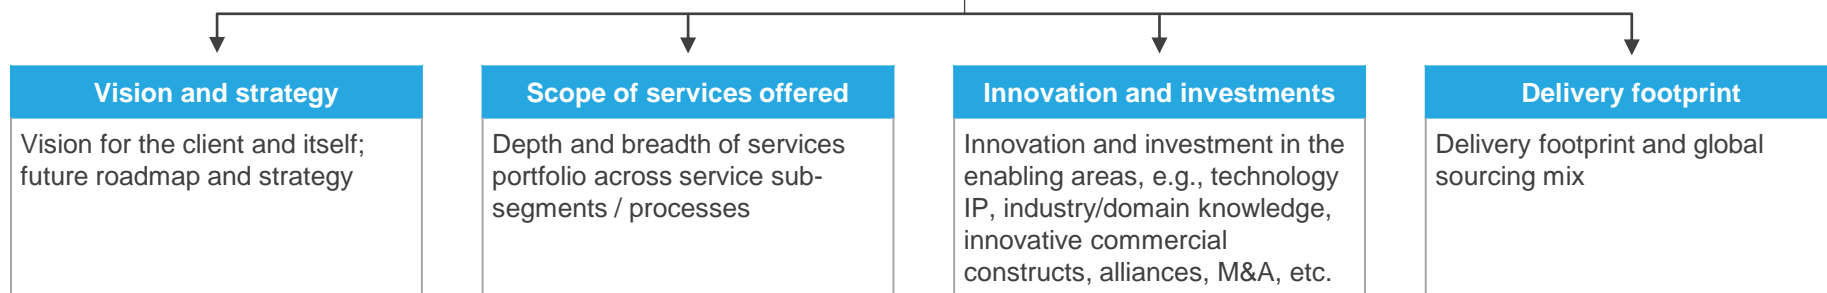 Vision and strategy
Vision for the client and itself;
future roadmap and strategy
Scope of services offered
Depth and breadth of services
portfolio across service sub-
segments / processes
Innovation and investments
Innovation and investment in the
enabling areas, e.g., technology
IP, industry/domain knowledge,
innovative commercial
constructs, alliances, M&A, etc.
Delivery footprint
Delivery footprint and global
sourcing mix